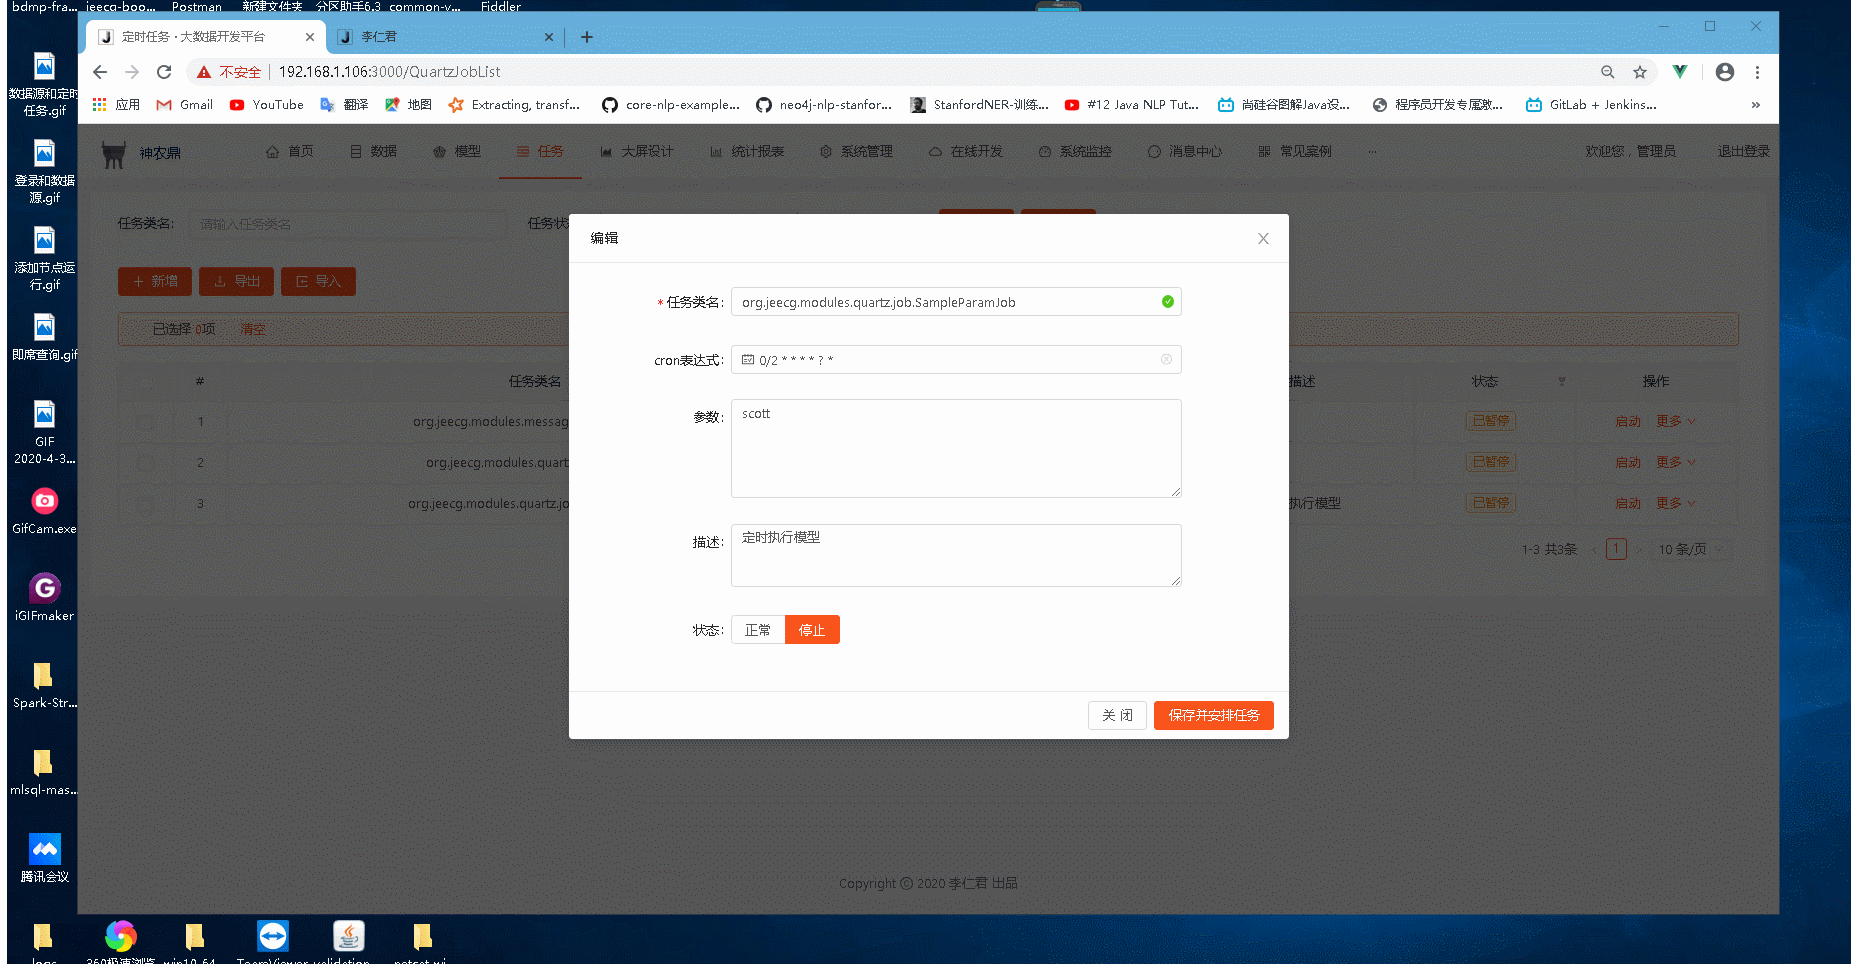 bdmp-fra... jeecg-boo... Postman 新建文件夹 分区助手6.3 common-v... Fiddler
定时任务 · 大数据开发平台
李仁君
不安全 192.168.1.106:3000/QuartzJobList
应用 Gmail YouTube 翻译 地图 Extracting, transf... core-nlp-example... neo4j-nlp-stanfor... StanfordNER-训练... #12 Java NLP Tut... 尚硅谷图解Java设... 程序员开发专属激... GitLab + Jenkins... »
神农鼎 首页 数据 模型 任务 大屏设计 统计报表 系统管理 在线开发 系统监控 消息中心 常见案例 ... 欢迎您，管理员 退出登录
任务类名: 请输入任务类名 任务状
新增 导出 导入
已选择 0项 清空
# 任务类名 描述 状态 操作
1 org.jeecg.modules.messag 已暂停 启动 更多
2 org.jeecg.modules.quart 已暂停 启动 更多
3 org.jeecg.modules.quartz.jo 执行模型 已暂停 启动 更多
1-3 共3条 < 1 > 10 条/页
编辑
* 任务类名: org.jeecg.modules.quartz.job.SampleParamJob
cron表达式: 0/2 * * * * ? *
参数: scott
描述: 定时执行模型
状态: 正常 停止
关 闭 保存并安排任务
Copyright © 2020 李仁君 出品
数据源和定时
任务.gif
登录和数据
源.gif
添加节点运
行.gif
即席查询.gif
GIF
2020-4-3...
GifCam.exe
iGIFmaker
Spark-Str...
mlsql-mas...
腾讯会议
logs 360极速浏览 win10-64 TeamViewer validation netcat-wi